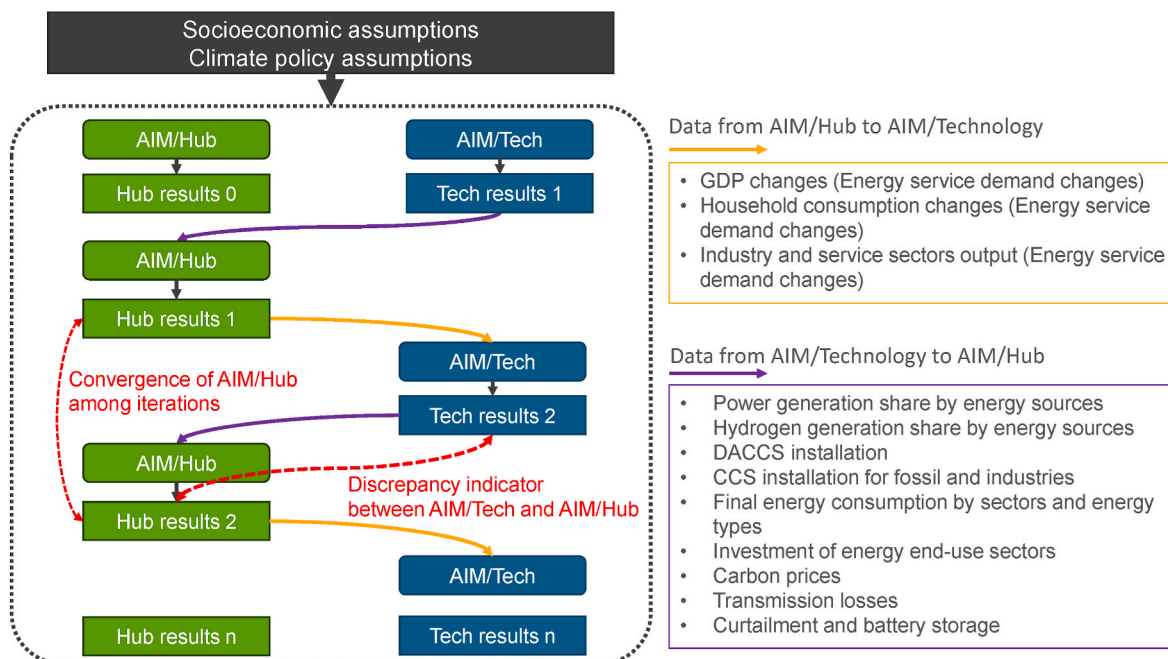 Socioeconomic assumptions
Climate policy assumptions
AIM/Hub
AIM/Tech
Hub results 0
Tech results 1
AIM/Hub
Hub results 1
AIM/Tech
Convergence of AIM/Hub
among iterations
Tech results 2
AIM/Hub
Discrepancy indicator
between AIM/Tech and AIM/Hub
Hub results 2
AIM/Tech
Hub results n
Tech results n
Data from AIM/Hub to AIM/Technology
• GDP changes (Energy service demand changes)
• Household consumption changes (Energy service
demand changes)
• Industry and service sectors output (Energy service
demand changes)
Data from AIM/Technology to AIM/Hub
• Power generation share by energy sources
• Hydrogen generation share by energy sources
• DACCS installation
• CCS installation for fossil and industries
• Final energy consumption by sectors and energy
types
• Investment of energy end-use sectors
• Carbon prices
• Transmission losses
• Curtailment and battery storage